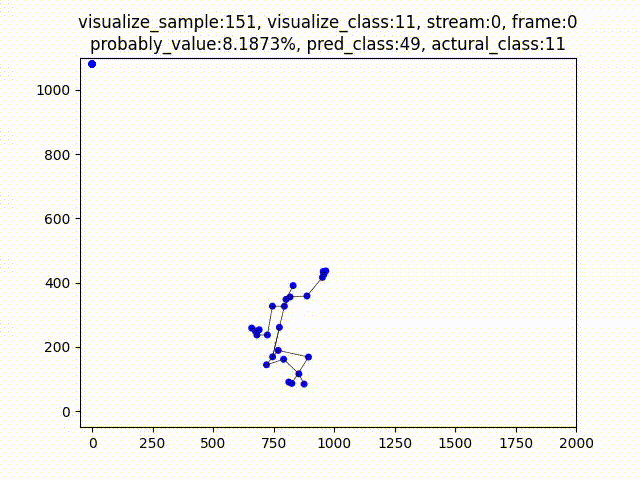 visualize_sample:151, visualize_class:11, stream:0, frame:0
probably_value:8.1873%, pred_class:49, actural_class:11
1000
800
600
400
200
0
0 250 500 750 1000 1250 1500 1750 2000